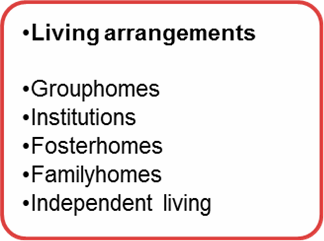 •Living arrangements
•Grouphomes
•Institutions
•Fosterhomes
•Familyhomes
•Independent living